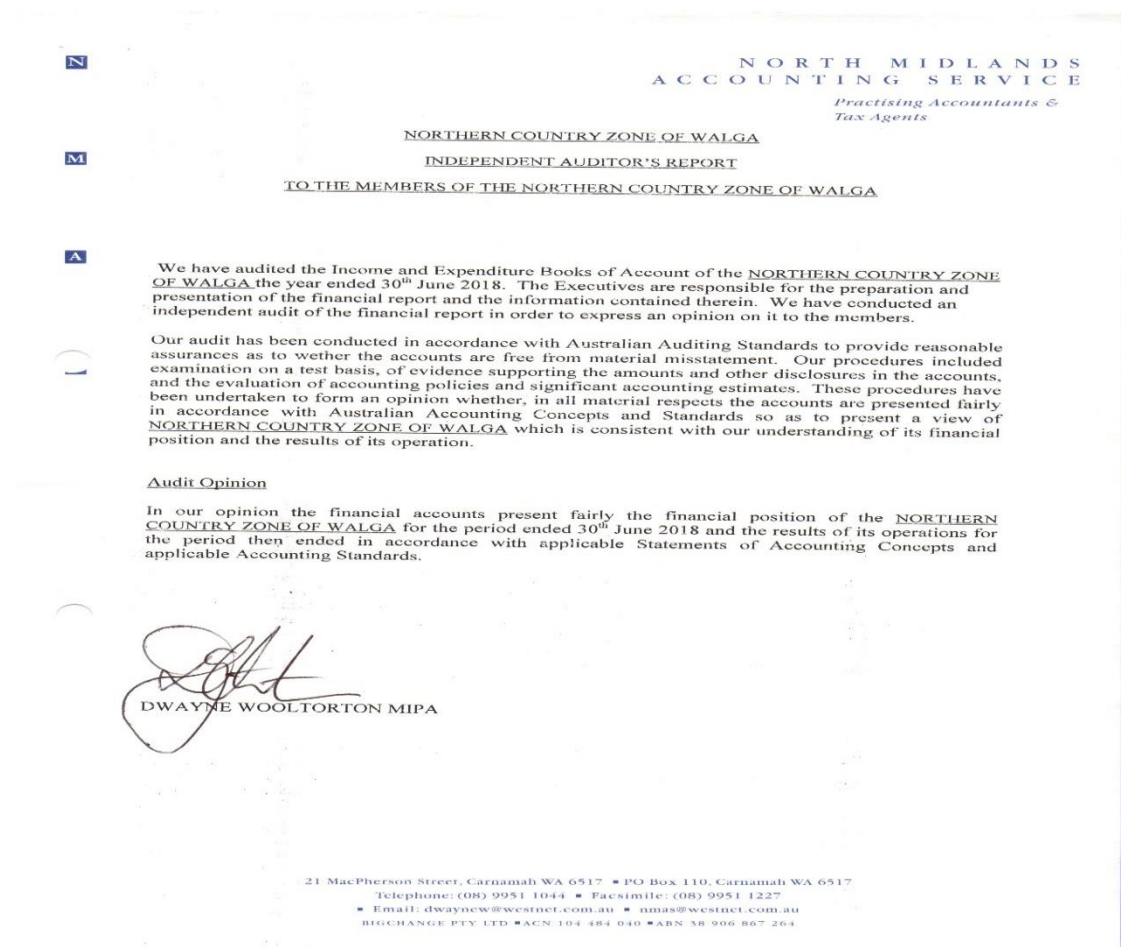 N
NORTH MIDLANDS
ACCOUNTING SERVICE
Practising Accountants &
Tax Agents
NORTHERN COUNTRY ZONE OF WALGA
M
INDEPENDENT AUDITOR'S REPORT
TO THE MEMBERS OF THE NORTHERN COUNTRY ZONE OF WALGA
A
We have audited the Income and Expenditure Books of Account of the NORTHERN COUNTRY ZONE
OF WALGA the year ended 30th June 2018. The Executives are responsible for the preparation and
presentation of the financial report and the information contained therein. We have conducted an
independent audit of the financial report in order to express an opinion on it to the members.
Our audit has been conducted in accordance with Australian Auditing Standards to provide reasonable
assurances as to wether the accounts are free from material misstatement. Our procedures included
examination on a test basis, of evidence supporting the amounts and other disclosures in the accounts,
and the evaluation of accounting policies and significant accounting estimates. These procedures have
been undertaken to form an opinion whether, in all material respects the accounts are presented fairly
in accordance with Australian Accounting Concepts and Standards so as to present a view of
NORTHERN COUNTRY ZONE OF WALGA which is consistent with our understanding of its financial
position and the results of its operation.
Audit Opinion
In our opinion the financial accounts present fairly the financial position of the NORTHERN
COUNTRY ZONE OF WALGA for the period ended 30th June 2018 and the results of its operations for
the period then ended in accordance with applicable Statements of Accounting Concepts and
applicable Accounting Standards.
DWAYNE WOOLTORTON MIPA
21 MacPherson Street, Carnamah WA 6517 ▪ PO Box 110, Carnamah WA 6517
Telephone: (08) 9951 1044 ▪ Facsimile: (08) 9951 1227
▪ Email: dwaynew@westnet.com.au ▪ nmas@westnet.com.au
BIGCHANGE PTY LTD ▪ACN 104 484 040 ▪ABN 38 906 867 264